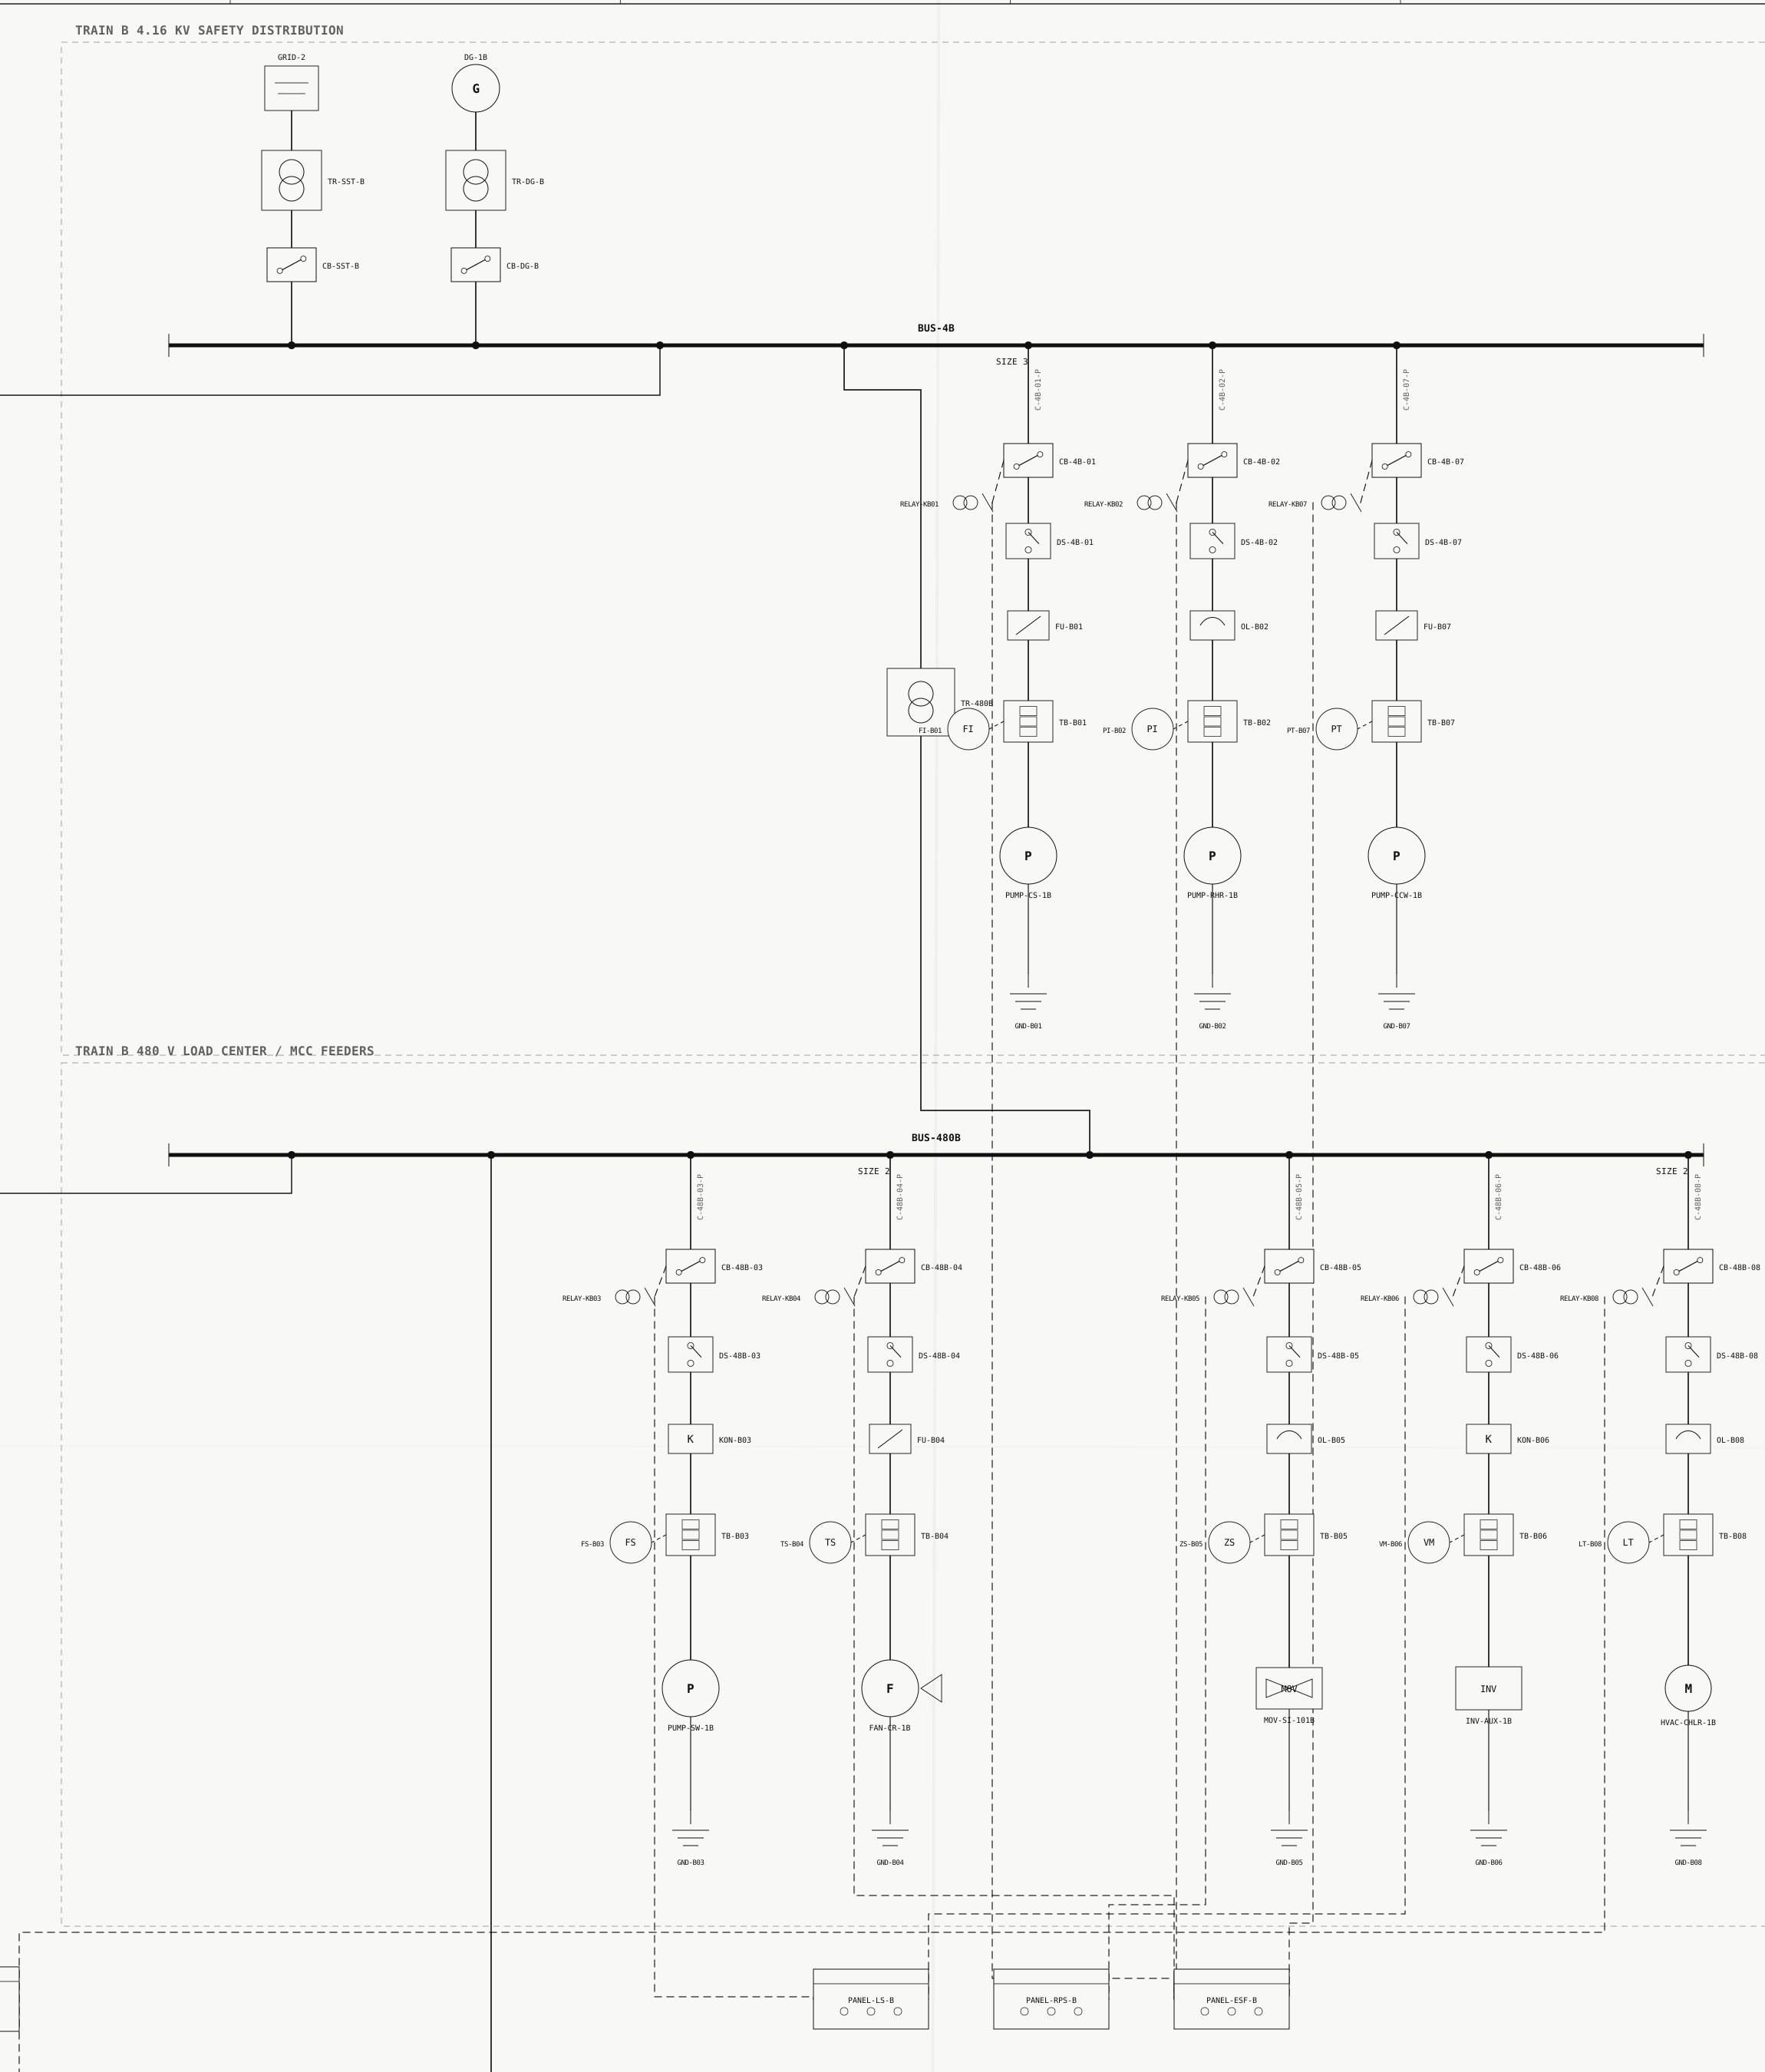 TRAIN B 4.16 KV SAFETY DISTRIBUTION
GRID-2
DG-1B
G
TR-SST-B
TR-DG-B
CB-SST-B
CB-DG-B
BUS-4B
SIZE 3
C-4B-01-P
C-4B-02-P
C-4B-07-P
CB-4B-01
CB-4B-02
CB-4B-07
RELAY-KB01
RELAY-KB02
RELAY-KB07
DS-4B-01
DS-4B-02
DS-4B-07
FU-B01
OL-B02
FU-B07
TR-480B
TB-B01
TB-B02
TB-B07
FI-B01
FI
PI-B02
PI
PT-B07
PT
P
P
P
PUMP-CS-1B
PUMP-RHR-1B
PUMP-CCW-1B
GND-B01
GND-B02
GND-B07
TRAIN B 480 V LOAD CENTER / MCC FEEDERS
BUS-480B
SIZE 2
SIZE 2
C-48B-03-P
C-48B-04-P
C-48B-05-P
C-48B-06-P
C-48B-08-P
CB-48B-03
CB-48B-04
CB-48B-05
CB-48B-06
CB-48B-08
RELAY-KB03
RELAY-KB04
RELAY-KB05
RELAY-KB06
RELAY-KB08
DS-48B-03
DS-48B-04
DS-48B-05
DS-48B-06
DS-48B-08
K
KON-B03
FU-B04
OL-B05
K
KON-B06
OL-B08
TB-B03
TB-B04
TB-B05
TB-B06
TB-B08
FS-B03
FS
TS-B04
TS
ZS-B05
ZS
VM-B06
VM
LT-B08
LT
P
F
MOV
INV
M
PUMP-SW-1B
FAN-CR-1B
MOV-SI-101B
INV-AUX-1B
HVAC-CHLR-1B
GND-B03
GND-B04
GND-B05
GND-B06
GND-B08
PANEL-LS-B
PANEL-RPS-B
PANEL-ESF-B